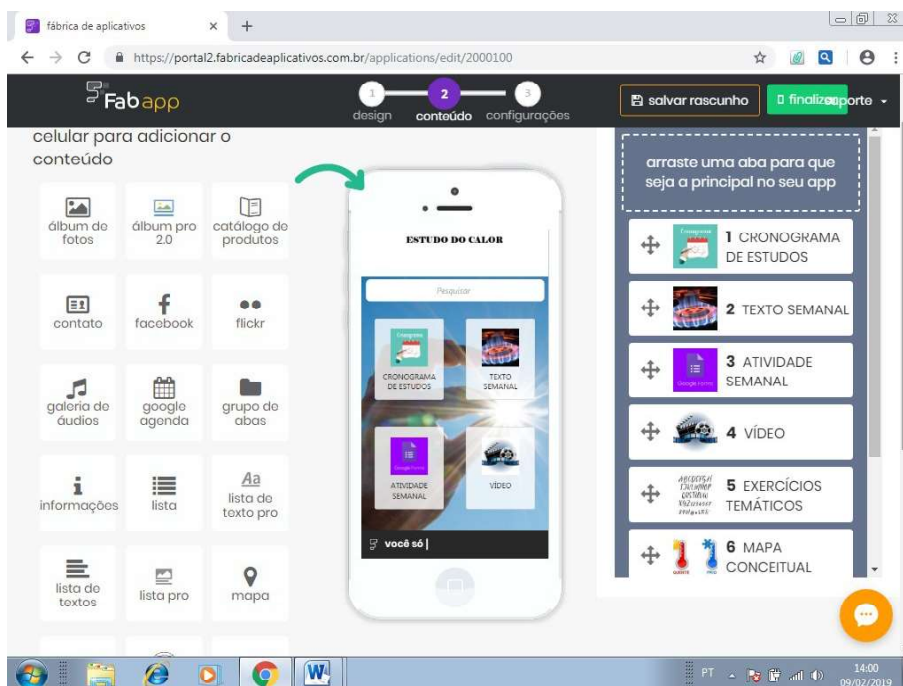 fábrica de aplicativos
https://portal2.fabricadeaplicativos.com.br/applications/edit/2000100
Fabapp
1
2
3
design
conteúdo
configurações
salvar rascunho
suporte
celular para adicionar o
conteúdo
álbum de
fotos
álbum pro
2.0
catálogo de
produtos
contato
facebook
flickr
galeria de
áudios
google
agenda
grupo de
abas
informações
lista
Aa
lista de
texto pro
lista de
textos
lista pro
mapa
ESTUDO DO CALOR
Pesquisar
CRONOGRAMA
DE ESTUDOS
TEXTO
SEMANAL
ATIVIDADE
SEMANAL
VÍDEO
você só |
arraste uma aba para que
seja a principal no seu app
1 CRONOGRAMA
DE ESTUDOS
2 TEXTO SEMANAL
Google Forms
3 ATIVIDADE
SEMANAL
4 VÍDEO
5 EXERCÍCIOS
TEMÁTICOS
6 MAPA
CONCEITUAL
PT
14:00
09/02/2019